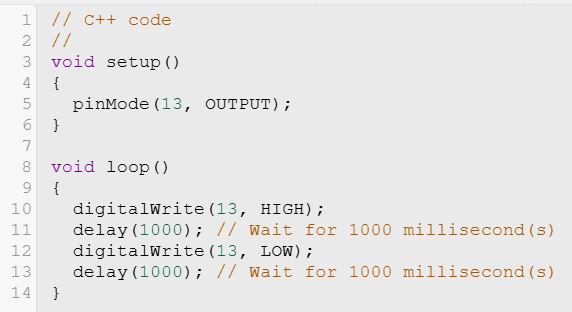 1 // C++ code
2 //
3 void setup()
4 {
5   pinMode(13, OUTPUT);
6 }
7
8 void loop()
9 {
10   digitalWrite(13, HIGH);
11   delay(1000); // Wait for 1000 millisecond(s)
12   digitalWrite(13, LOW);
13   delay(1000); // Wait for 1000 millisecond(s)
14 }